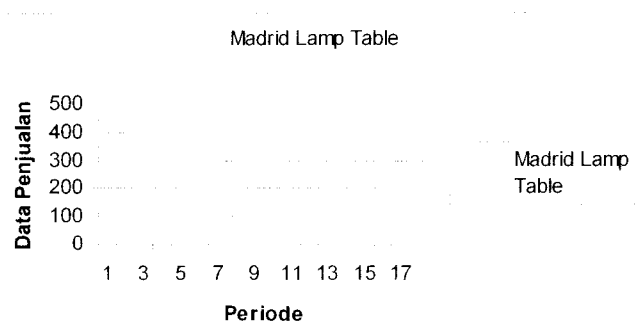 Madrid Lamp Table
Data Penjualan
500
400
300
200
100
0
1 3 5 7 9 11 13 15 17
Periode
Madrid Lamp
Table